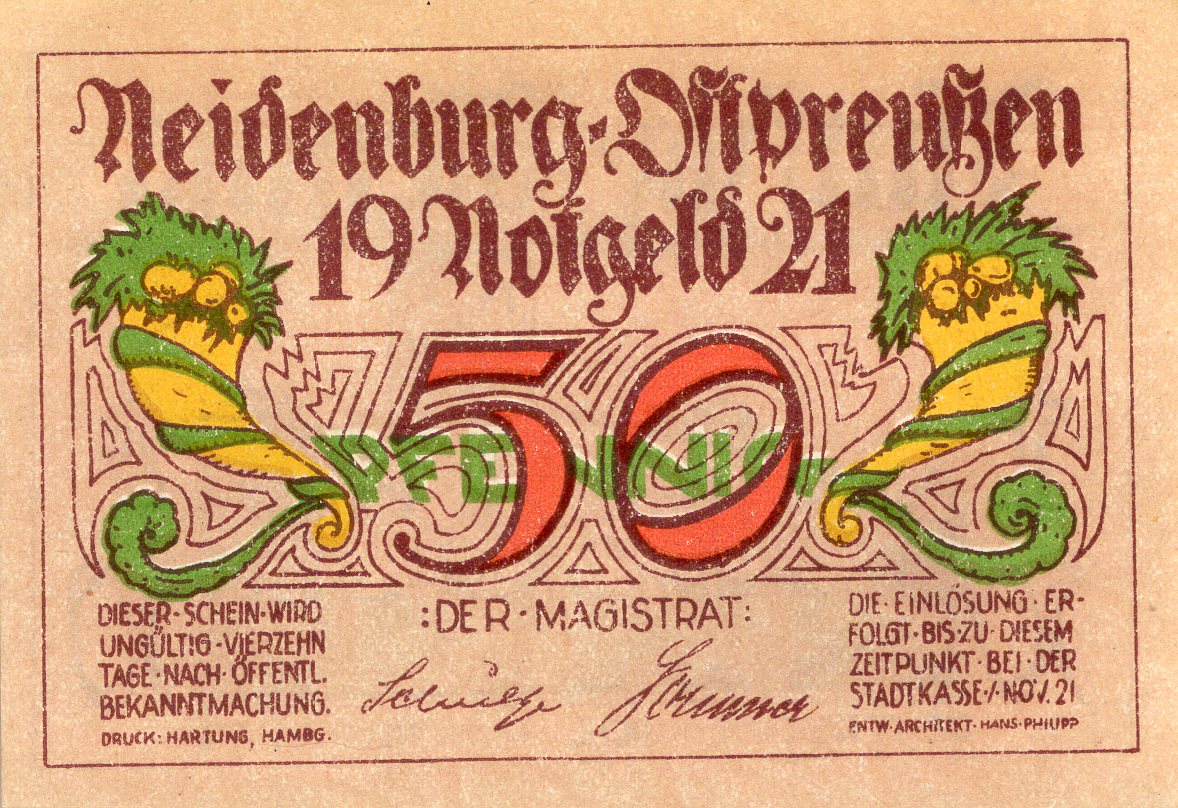 Neidenburg·Ostpreußen
19 Notgeld 21
50
PFENNIG
DIESER·SCHEIN·WIRD
UNGÜLTIG·VIERZEHN
TAGE·NACH·ÖFFENTL.
BEKANNTMACHUNG.
DRUCK: HARTUNG, HAMBG.
:DER·MAGISTRAT:
DIE·EINLÖSUNG·ER-
FOLGT·BIS·ZU·DIESEM
ZEITPUNKT·BEI·DER
STADTKASSE / NOV. 21
ENTW. ARCHITEKT·HANS·PHILIPP